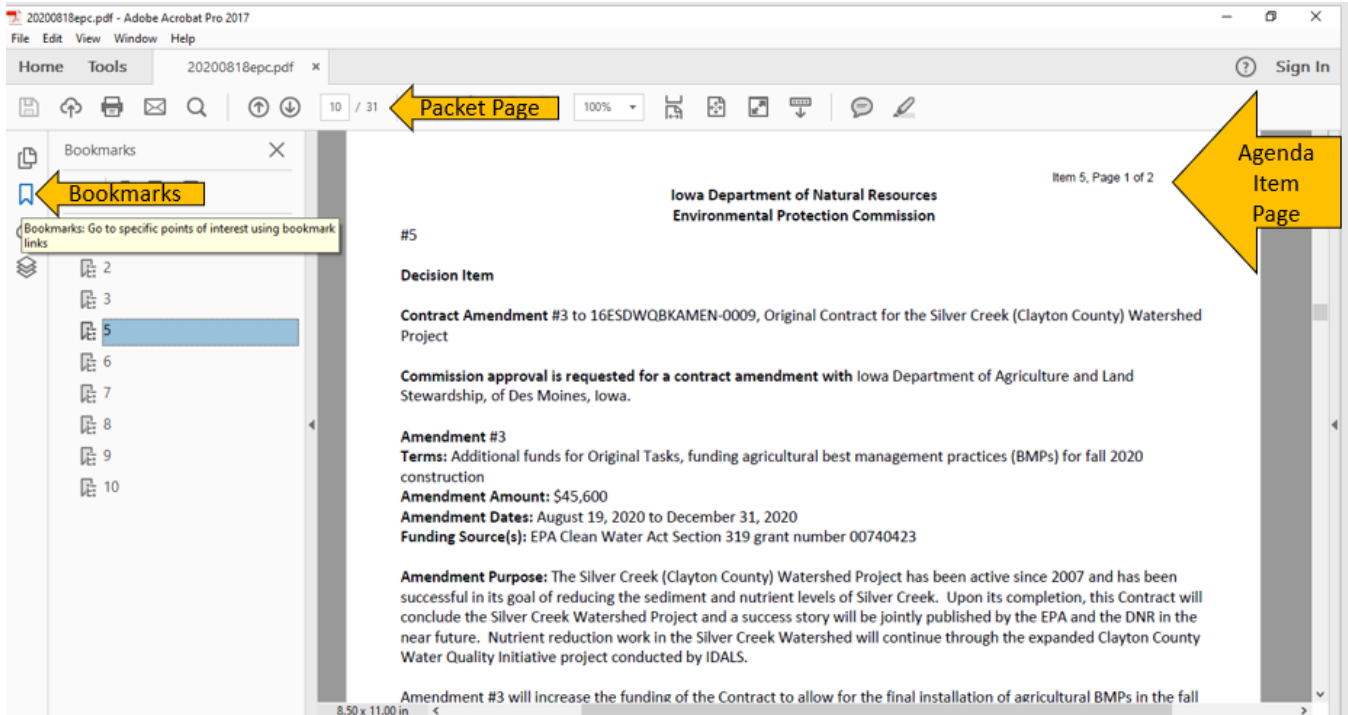 20200818epc.pdf - Adobe Acrobat Pro 2017
File Edit View Window Help
Home Tools 20200818epc.pdf × ? Sign In
10 / 31 Packet Page 100%
Bookmarks
Bookmarks
Bookmarks: Go to specific points of interest using bookmark
links
2
3
5
6
7
8
9
10
Agenda
Item
Page
Item 5, Page 1 of 2
Iowa Department of Natural Resources
Environmental Protection Commission
#5
Decision Item
Contract Amendment #3 to 16ESDWQBKAMEN-0009, Original Contract for the Silver Creek (Clayton County) Watershed
Project
Commission approval is requested for a contract amendment with Iowa Department of Agriculture and Land
Stewardship, of Des Moines, Iowa.
Amendment #3
Terms: Additional funds for Original Tasks, funding agricultural best management practices (BMPs) for fall 2020
construction
Amendment Amount: $45,600
Amendment Dates: August 19, 2020 to December 31, 2020
Funding Source(s): EPA Clean Water Act Section 319 grant number 00740423
Amendment Purpose: The Silver Creek (Clayton County) Watershed Project has been active since 2007 and has been
successful in its goal of reducing the sediment and nutrient levels of Silver Creek. Upon its completion, this Contract will
conclude the Silver Creek Watershed Project and a success story will be jointly published by the EPA and the DNR in the
near future. Nutrient reduction work in the Silver Creek Watershed will continue through the expanded Clayton County
Water Quality Initiative project conducted by IDALS.
Amendment #3 will increase the funding of the Contract to allow for the final installation of agricultural BMPs in the fall
8.50 x 11.00 in